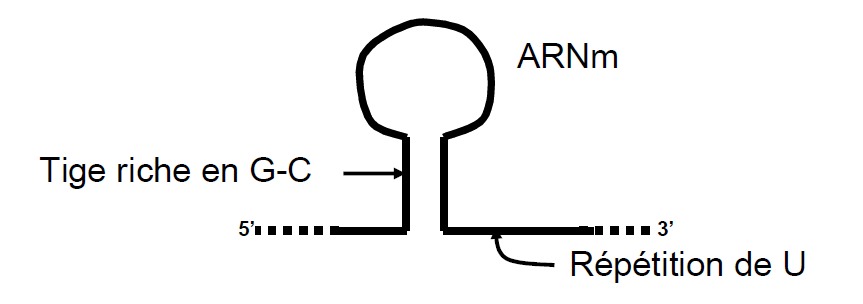 ARNm
Tige riche en G-C
5'
3'
Répétition de U